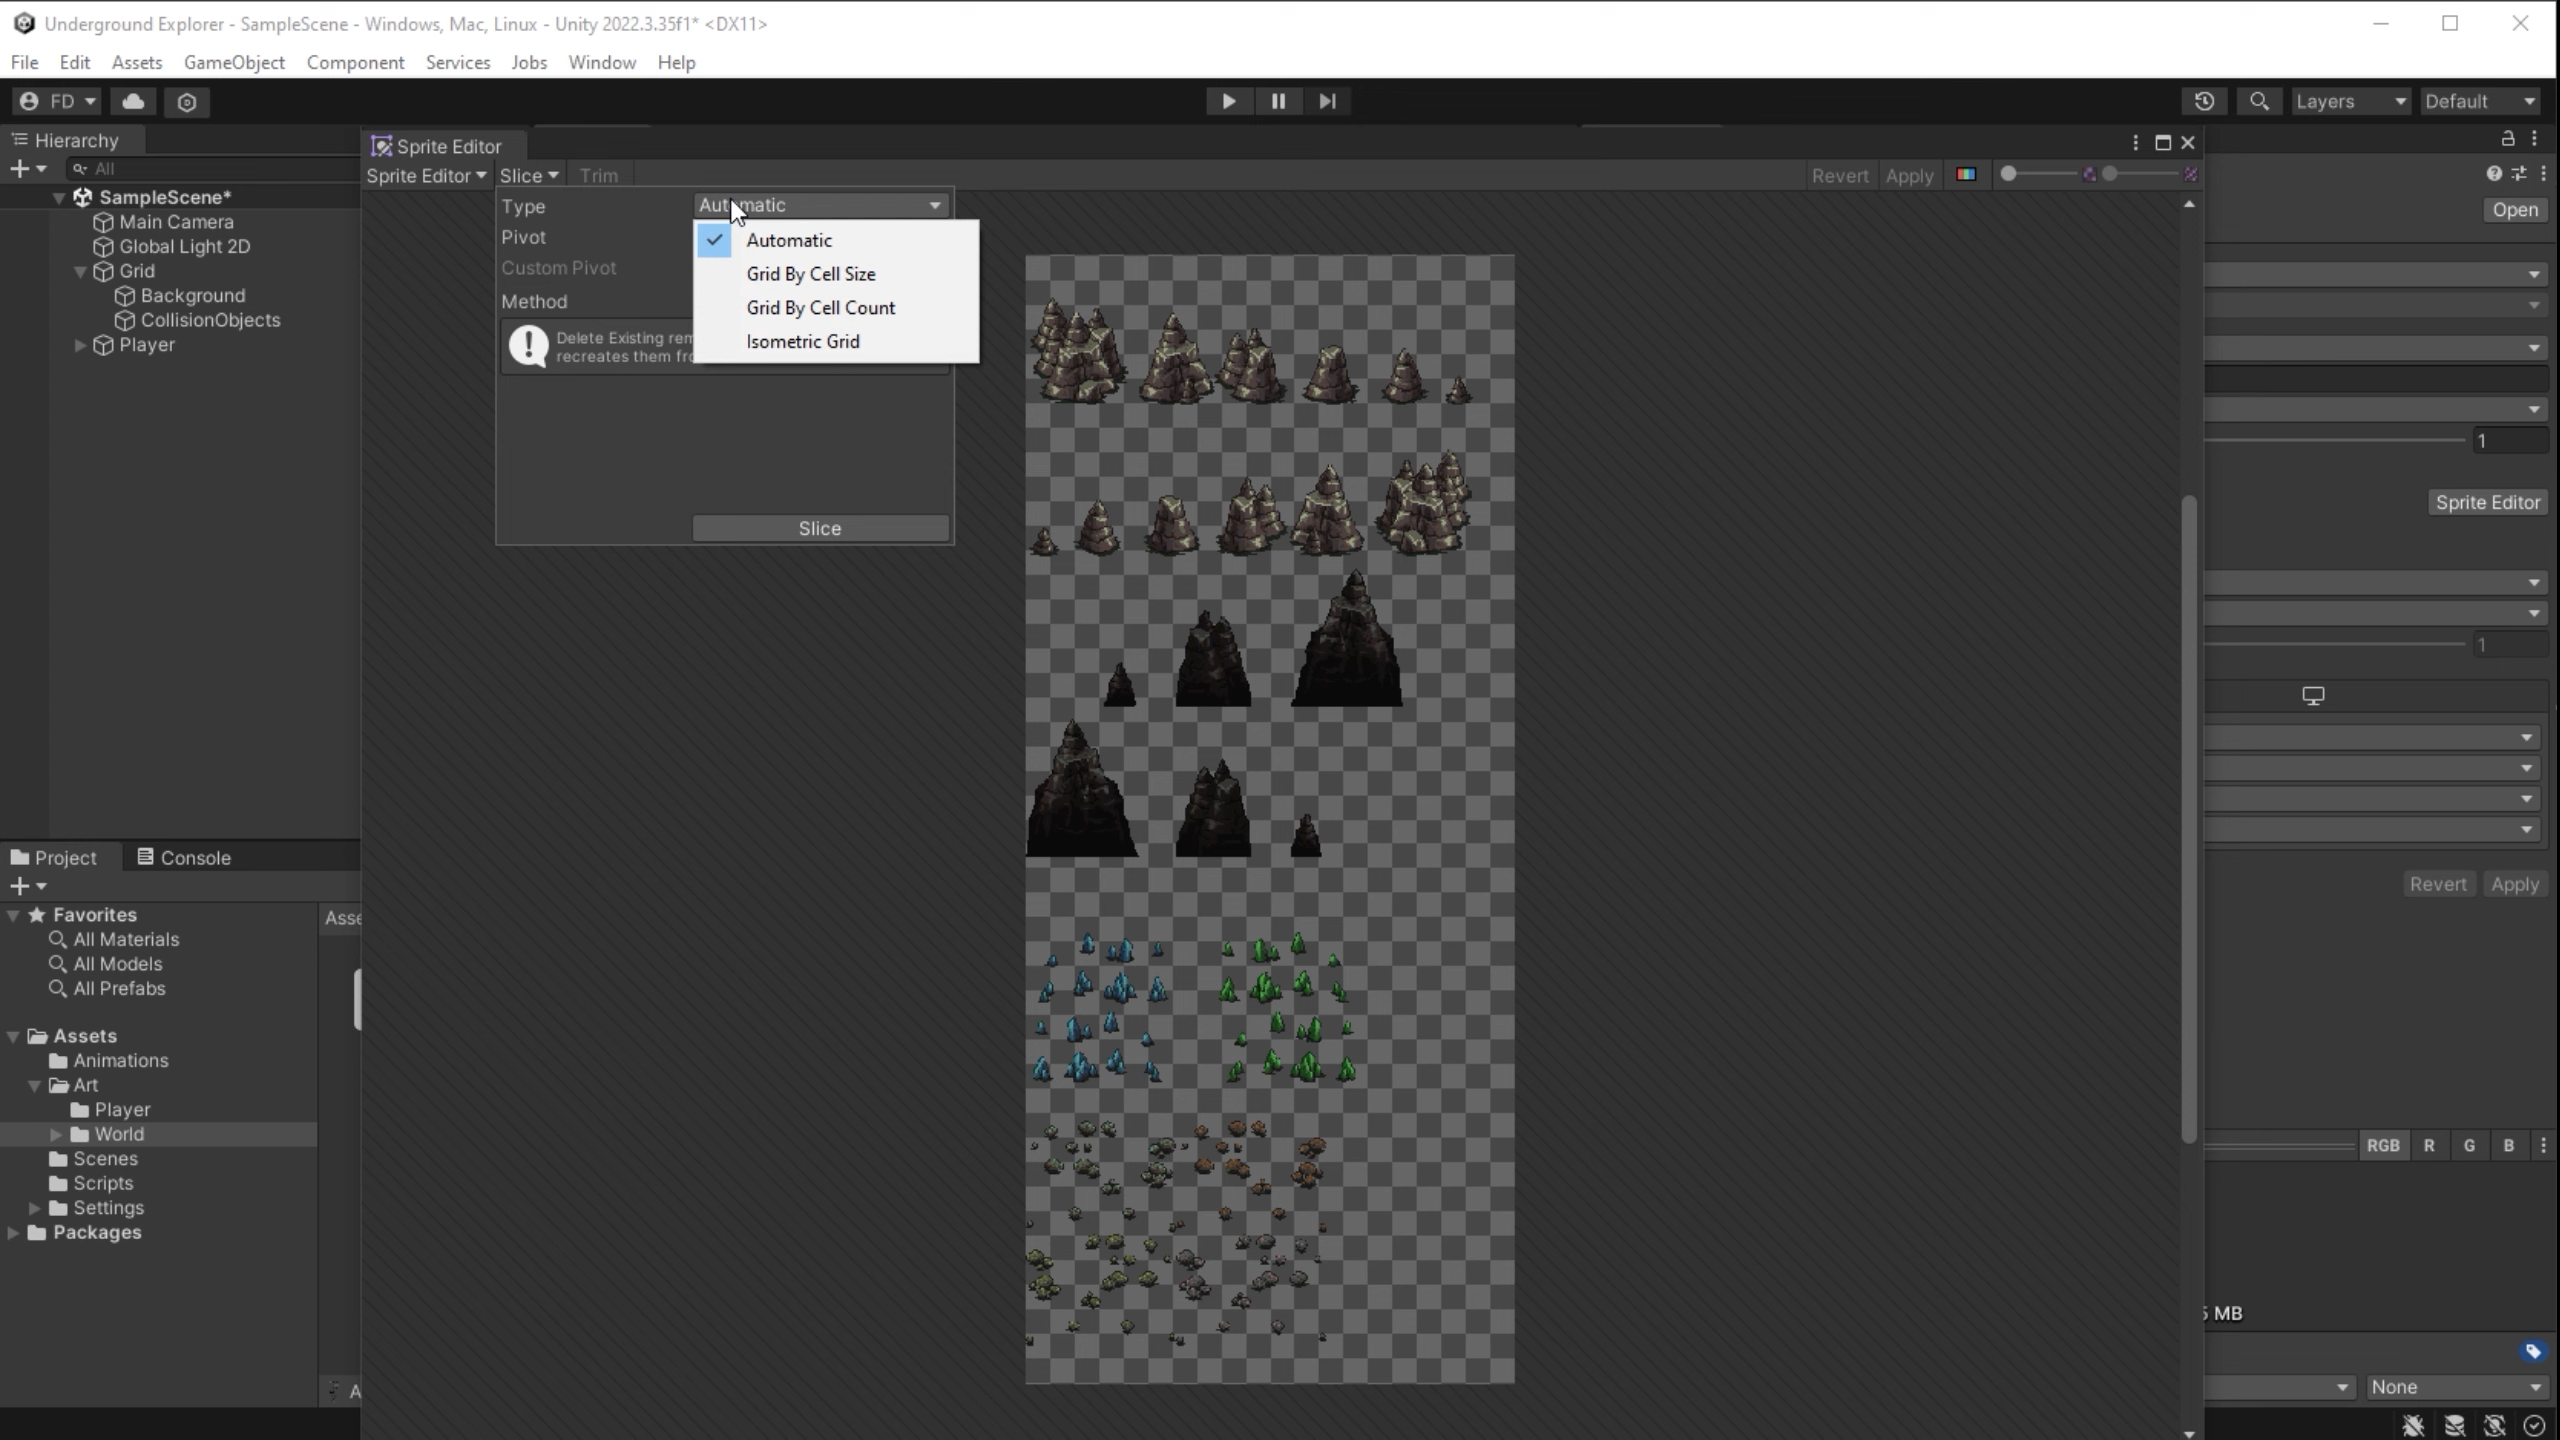 Underground Explorer - SampleScene - Windows, Mac, Linux - Unity 2022.3.35f1* <DX11>
File Edit Assets GameObject Component Services Jobs Window Help
FD
Layers
Default
Hierarchy
All
SampleScene*
Main Camera
Global Light 2D
Grid
Background
CollisionObjects
Player
Sprite Editor
Sprite Editor Slice Trim
Revert Apply
Type
Automatic
Pivot
Custom Pivot
Method
Delete Existing
recreates them
Automatic
Grid By Cell Size
Grid By Cell Count
Isometric Grid
Slice
Open
1
Sprite Editor
1
Revert Apply
RGB R G B
MB
None
Project
Console
Favorites
All Materials
All Models
All Prefabs
Assets
Animations
Art
Player
World
Scenes
Scripts
Settings
Packages